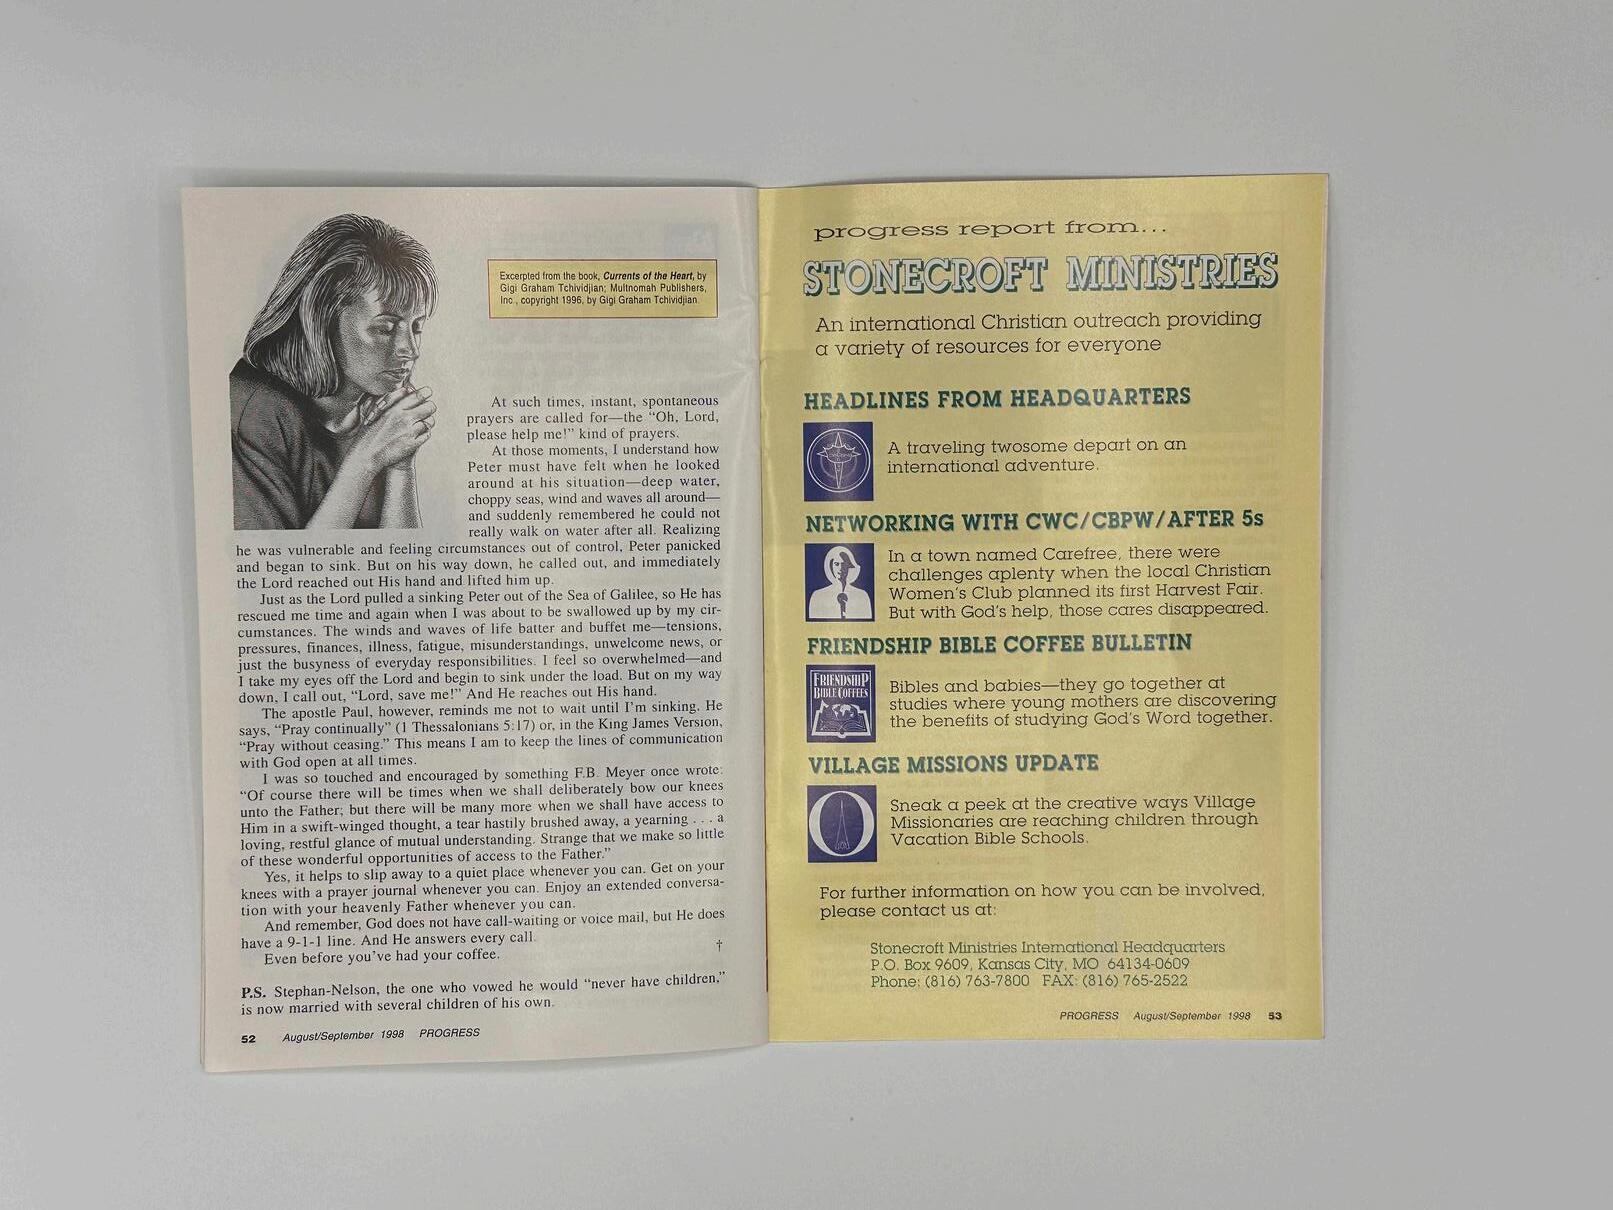 Excerpted from the book, Currents of the Heart, by
Gigi Graham Tchividjian; Multnomah Publishers,
Inc., copyright 1996, by Gigi Graham Tchividjian.
At such times, instant, spontaneous
prayers are called for—the “Oh, Lord,
please help me!” kind of prayers.
At those moments, I understand how
Peter must have felt when he looked
around at his situation—deep water,
choppy seas, wind and waves all around—
and suddenly remembered he could not
really walk on water after all. Realizing
he was vulnerable and feeling circumstances out of control, Peter panicked
and began to sink. But on his way down, he called out, and immediately
the Lord reached out His hand and lifted him up.
Just as the Lord pulled a sinking Peter out of the Sea of Galilee, so He has
rescued me time and again when I was about to be swallowed up by my cir-
cumstances. The winds and waves of life batter and buffet me—tensions,
pressures, finances, illness, fatigue, misunderstandings, unwelcome news, or
just the busyness of everyday responsibilities. I feel so overwhelmed—and
I take my eyes off the Lord and begin to sink under the load. But on my way
down, I call out, “Lord, save me!” And He reaches out His hand.
The apostle Paul, however, reminds me not to wait until I’m sinking. He
says, “Pray continually” (1 Thessalonians 5:17) or, in the King James Version,
“Pray without ceasing.” This means I am to keep the lines of communication
with God open at all times.
I was so touched and encouraged by something F.B. Meyer once wrote:
“Of course there will be times when we shall deliberately bow our knees
unto the Father; but there will be many more when we shall have access to
Him in a swift-winged thought, a tear hastily brushed away, a yearning . . . a
loving, restful glance of mutual understanding. Strange that we make so little
of these wonderful opportunities of access to the Father.”
Yes, it helps to slip away to a quiet place whenever you can. Get on your
knees with a prayer journal whenever you can. Enjoy an extended conversa-
tion with your heavenly Father whenever you can.
And remember, God does not have call-waiting or voice mail, but He does
have a 9-1-1 line. And He answers every call.
Even before you’ve had your coffee. †
P.S. Stephan-Nelson, the one who vowed he would “never have children,”
is now married with several children of his own.
52 August/September 1998 PROGRESS
progress report from...
STONECROFT MINISTRIES
An international Christian outreach providing
a variety of resources for everyone
HEADLINES FROM HEADQUARTERS
A traveling twosome depart on an
international adventure.
NETWORKING WITH CWC/CBPW/AFTER 5s
In a town named Carefree, there were
challenges aplenty when the local Christian
Women's Club planned its first Harvest Fair.
But with God's help, those cares disappeared.
FRIENDSHIP BIBLE COFFEE BULLETIN
FRIENDSHIP
BIBLE COFFEES
Bibles and babies—they go together at
studies where young mothers are discovering
the benefits of studying God's Word together.
VILLAGE MISSIONS UPDATE
Sneak a peek at the creative ways Village
Missionaries are reaching children through
Vacation Bible Schools.
For further information on how you can be involved,
please contact us at:
Stonecroft Ministries International Headquarters
P.O. Box 9609, Kansas City, MO 64134-0609
Phone: (816) 763-7800 FAX: (816) 765-2522
PROGRESS August/September 1998 53